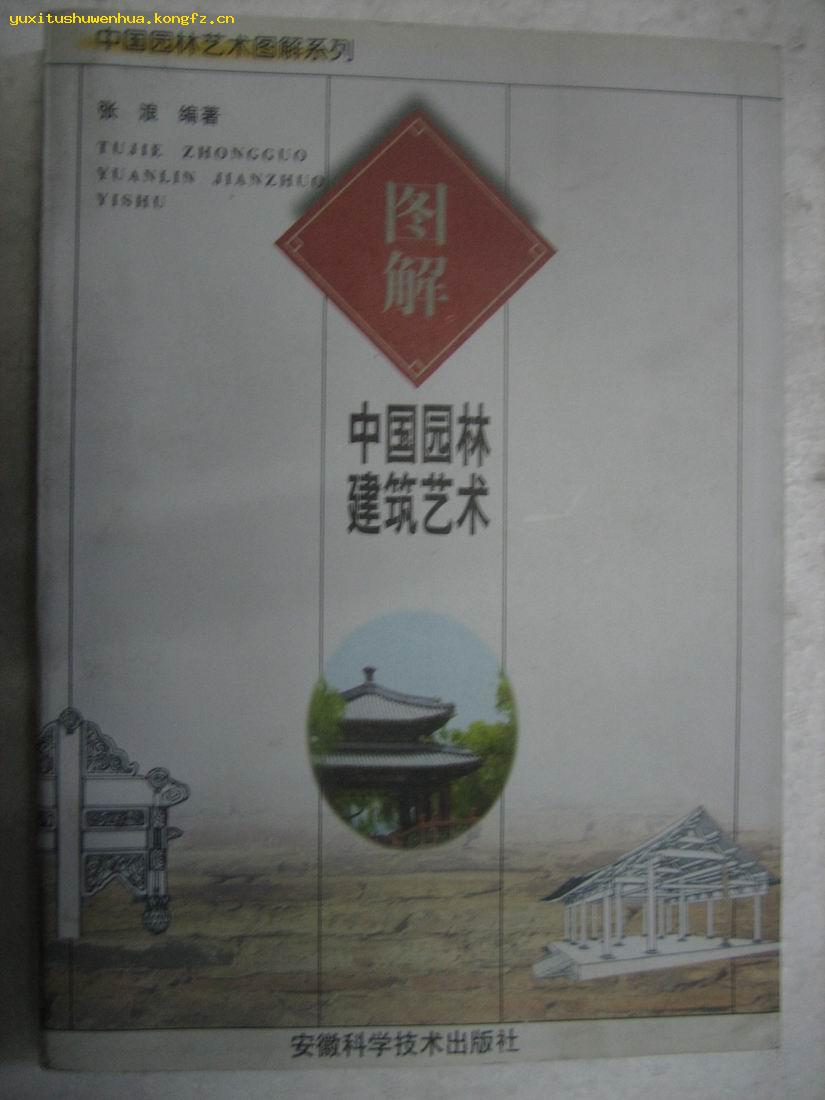 yuxitushuwenhua.kongfz.cn
中国园林艺术图解系列
张 浪 编著
TUJIE ZHONGGUO
YUANLIN JIANZHUO
YISHU
图
解
中国园林
建筑艺术
安徽科学技术出版社